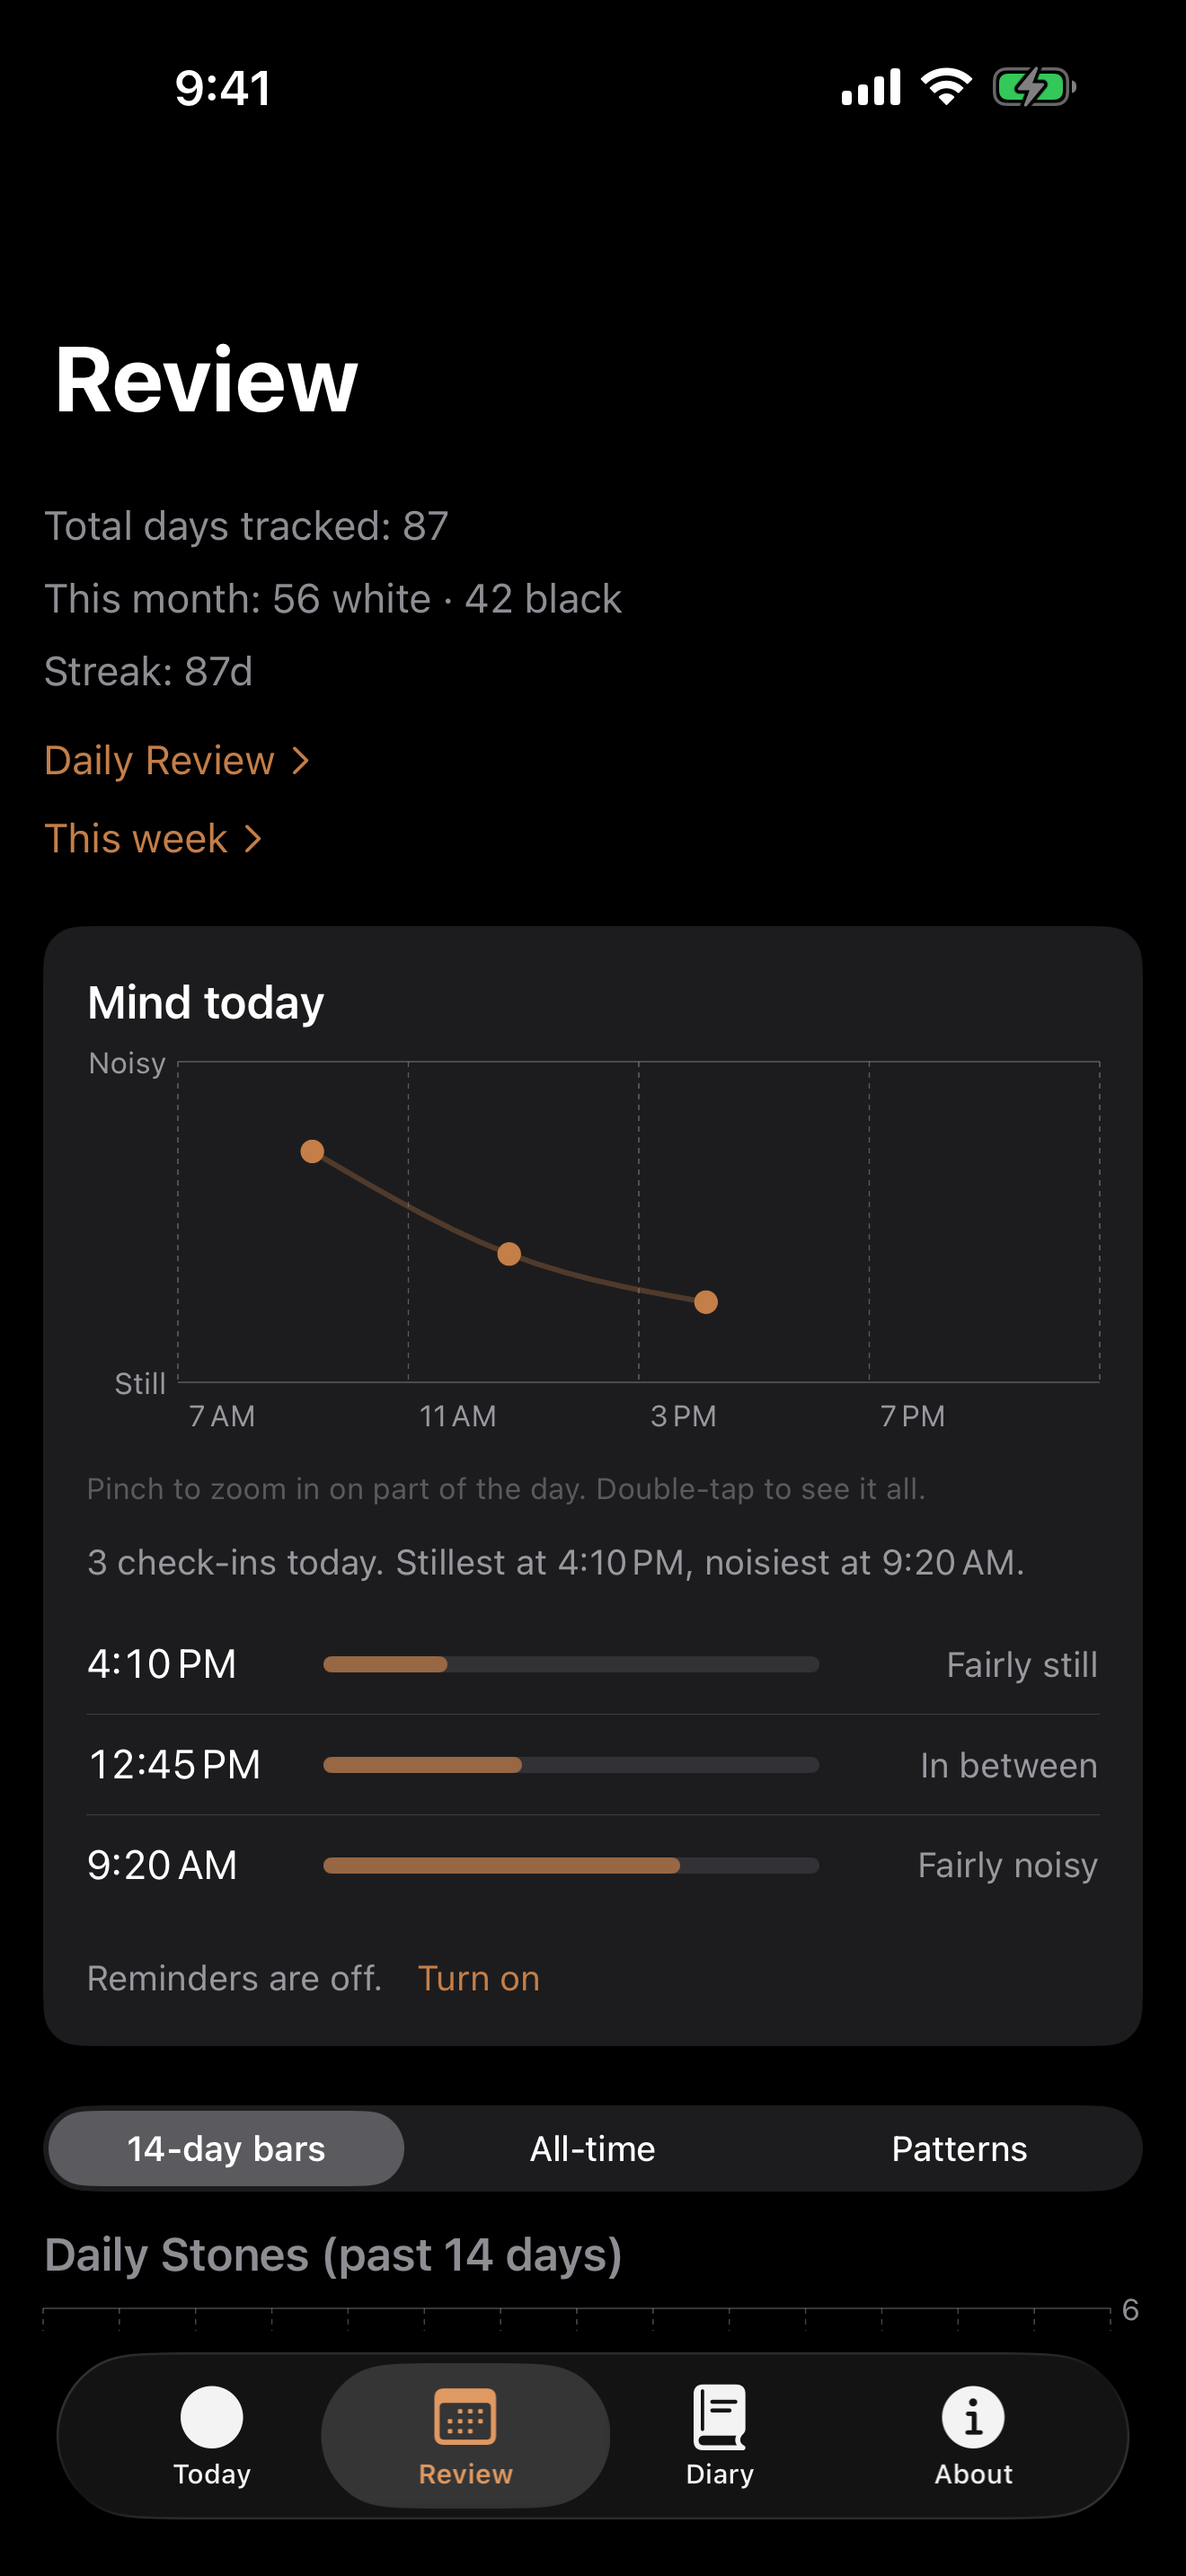 9:41
Review
Total days tracked: 87
This month: 56 white · 42 black
Streak: 87d
Daily Review
This week
Mind today
Noisy
Still
7 AM 11 AM 3 PM 7 PM
Pinch to zoom in on part of the day. Double-tap to see it all.
3 check-ins today. Stillest at 4:10 PM, noisiest at 9:20 AM.
4:10 PM Fairly still
12:45 PM In between
9:20 AM Fairly noisy
Reminders are off. Turn on
14-day bars All-time Patterns
Daily Stones (past 14 days)
6
Today Review Diary About